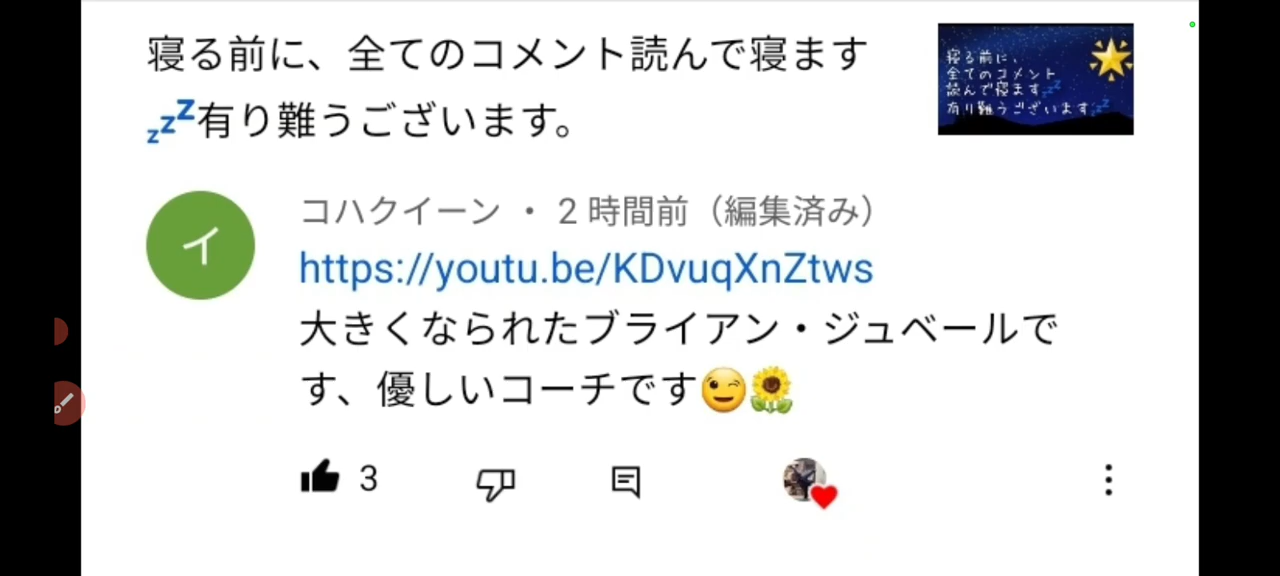 寝る前に、全てのコメント読んで寝ます
💤有り難うございます。
寝る前に、
全てのコメント
読んで寝ます💤
有り難うございます💤
イ
コハクイーン ・ 2 時間前（編集済み）
https://youtu.be/KDvuqXnZtws
大きくなられたブライアン・ジュベールで
す、優しいコーチです😉🌻
3